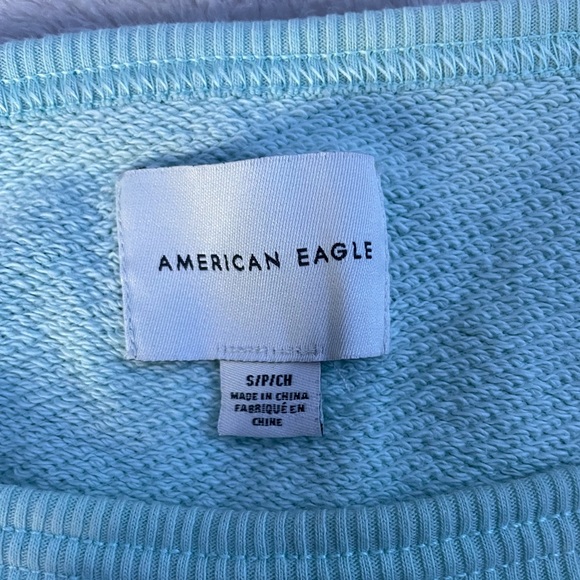 AMERICAN EAGLE
S/P/CH
MADE IN CHINA
FABRIQUÉ EN
CHINE